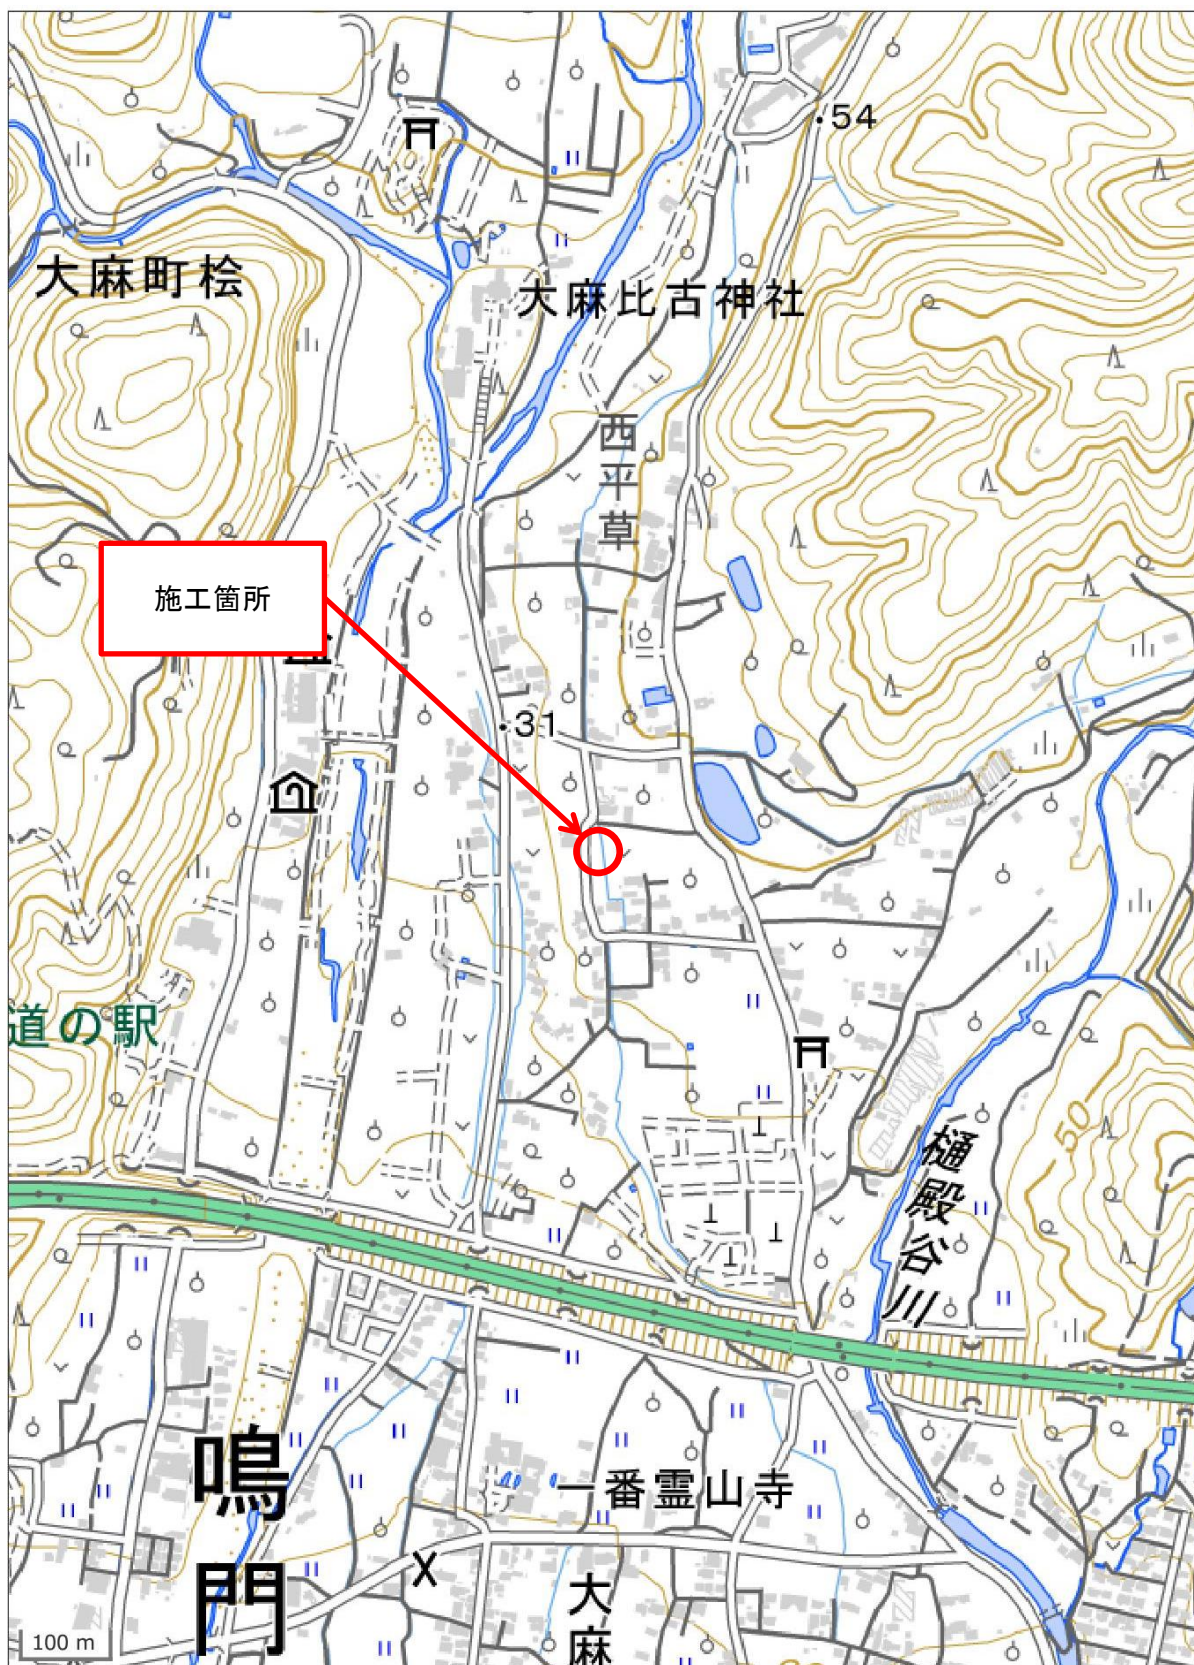 54
大麻町桧
大麻比古神社
西平草
施工箇所
31
道の駅
樋殿谷川
50
鳴門
一番霊山寺
大麻
100 m